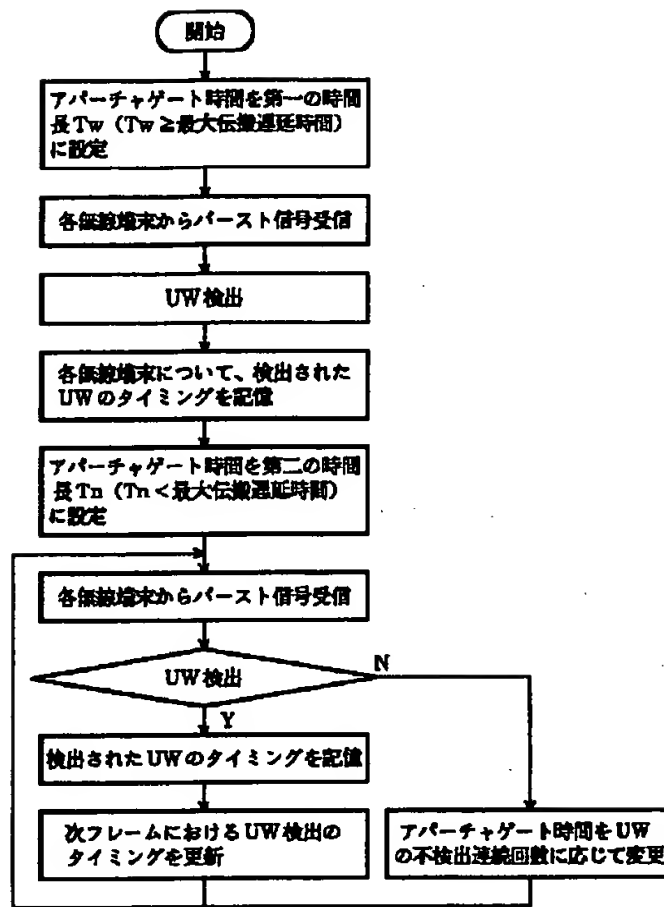 開始
アパーチャゲート時間を第一の時間
長Tw（Tw≧最大伝搬遅延時間）
に設定
各無線端末からバースト信号受信
UW検出
各無線端末について、検出された
UWのタイミングを記憶
アパーチャゲート時間を第二の時間
長Tn（Tn＜最大伝搬遅延時間）
に設定
各無線端末からバースト信号受信
UW検出
N
Y
検出されたUWのタイミングを記憶
次フレームにおけるUW検出の
タイミングを更新
アパーチャゲート時間をUW
の不検出連続回数に応じて変更